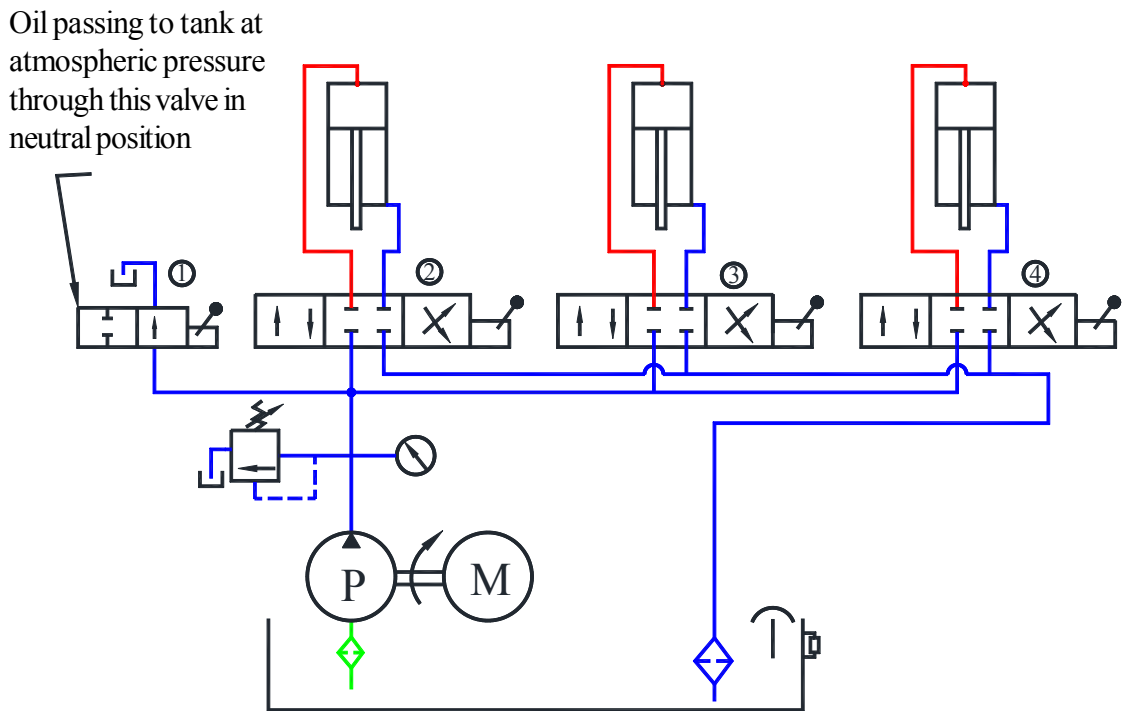 Oil passing to tank at
atmospheric pressure
through this valve in
neutral position
1
2
3
4
P
M